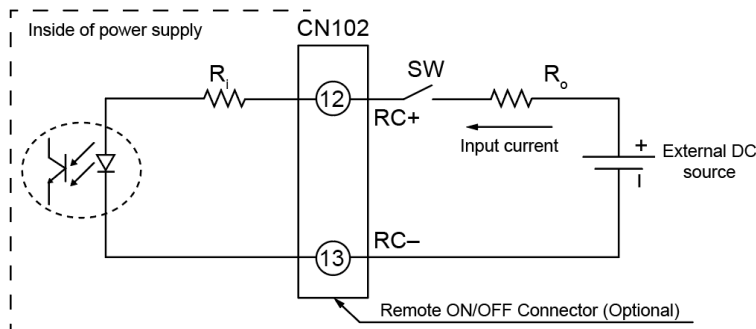 Inside of power supply
CN102
Ri
12
RC+
SW
Ro
Input current
+
External DC
source
13
RC–
Remote ON/OFF Connector (Optional)